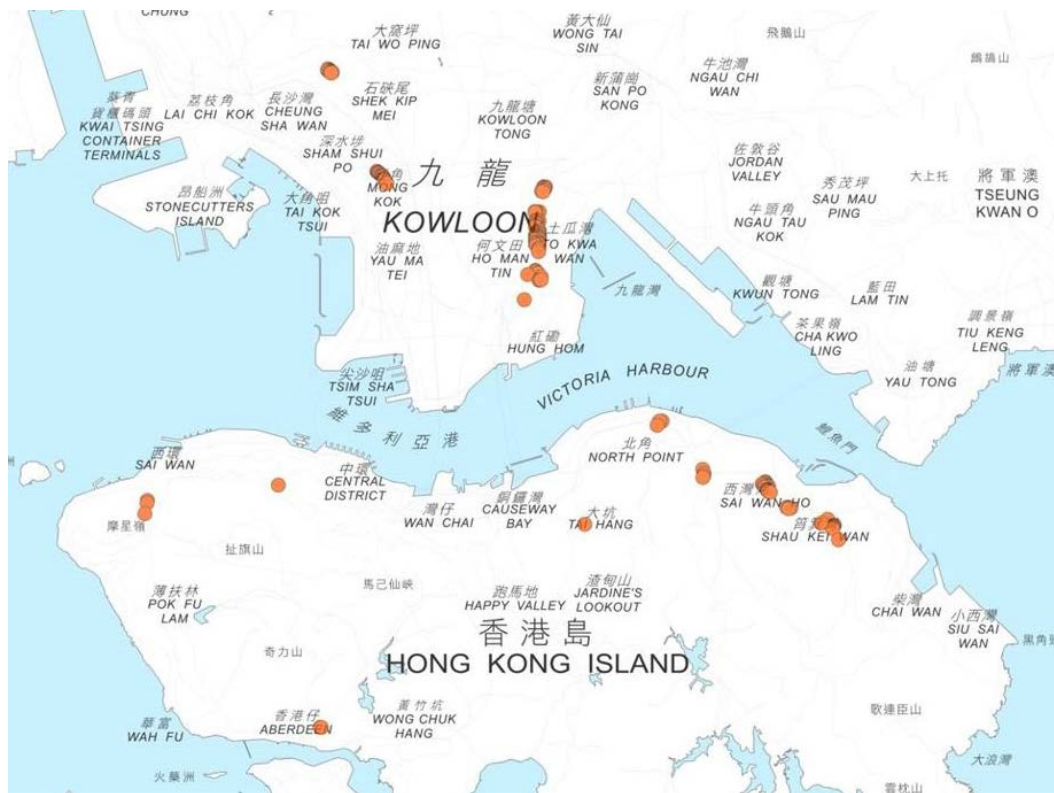 CHUNG
大窩坪
TAI WO PING
黃大仙
WONG TAI
SIN
飛鵝山
鷓鴣山
牛池灣
NGAU CHI
WAN
葵青
貨櫃碼頭
KWAI TSING
CONTAINER
TERMINALS
荔枝角
LAI CHI KOK
長沙灣
CHEUNG
SHA WAN
石硤尾
SHEK KIP
MEI
九龍塘
KOWLOON
TONG
新蒲崗
SAN PO
KONG
深水埗
SHAM SHUI
PO
佐敦谷
JORDAN
VALLEY
秀茂坪
SAU MAU
PING
大上托
將軍澳
TSEUNG
KWAN O
昂船洲
STONECUTTERS
ISLAND
大角咀
TAI KOK
TSUI
角
MONG
KOK
九龍
KOWLOON
油麻地
YAU MA
TEI
何文田
HO MAN
TIN
土瓜灣
TO KWA
WAN
牛頭角
NGAU TAU
KOK
九龍灣
觀塘
KWUN TONG
藍田
LAM TIN
茶果嶺
CHA KWO
LING
調景嶺
TIU KENG
LENG
油塘
YAU TONG
將軍澳
紅磡
HUNG HOM
尖沙咀
TSIM SHA
TSUI
VICTORIA HARBOUR
維多利亞港
鯉魚門
西環
SAI WAN
中環
CENTRAL
DISTRICT
灣仔
WAN CHAI
銅鑼灣
CAUSEWAY
BAY
大坑
TAI HANG
北角
NORTH POINT
西灣
SAI WAN HO
筲
SHAU KEI WAN
摩星嶺
扯旗山
薄扶林
POK FU
LAM
馬己仙峽
跑馬地
HAPPY VALLEY
渣甸山
JARDINE'S
LOOKOUT
柴灣
CHAI WAN
小西灣
SIU SAI
WAN
黑角
香港島
HONG KONG ISLAND
奇力山
華富
WAH FU
香港仔
ABERDEEN
黃竹坑
WONG CHUK
HANG
歌連臣山
大浪灣
火藥洲
雲枕山